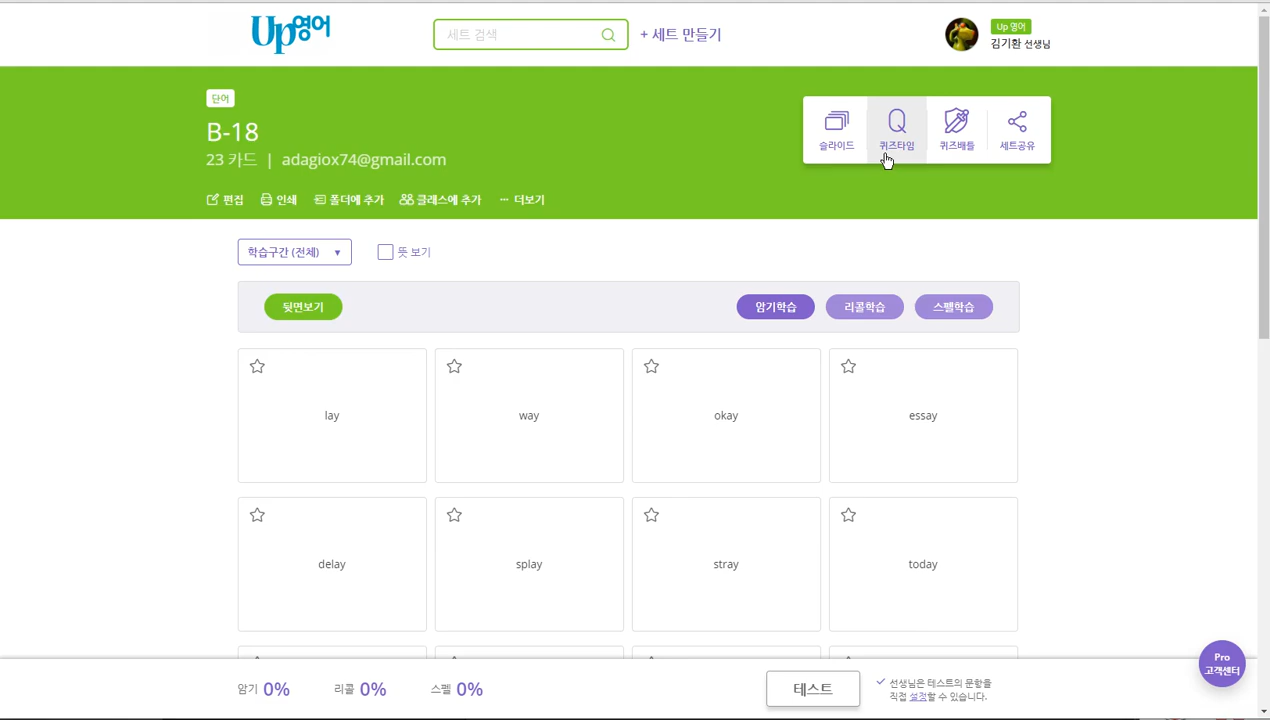 Up영어
세트 검색
+ 세트 만들기
Up 영어
김기환 선생님
단어
B-18
23 카드 | adagiox74@gmail.com
슬라이드
퀴즈타임
퀴즈배틀
세트공유
편집
인쇄
폴더에 추가
클래스에 추가
··· 더보기
학습구간 (전체) ▼
뜻 보기
뒷면보기
암기학습
리콜학습
스펠학습
lay
way
okay
essay
delay
splay
stray
today
암기 0%
리콜 0%
스펠 0%
테스트
선생님은 테스트의 문항을
직접 설정할 수 있습니다.
Pro
고객센터